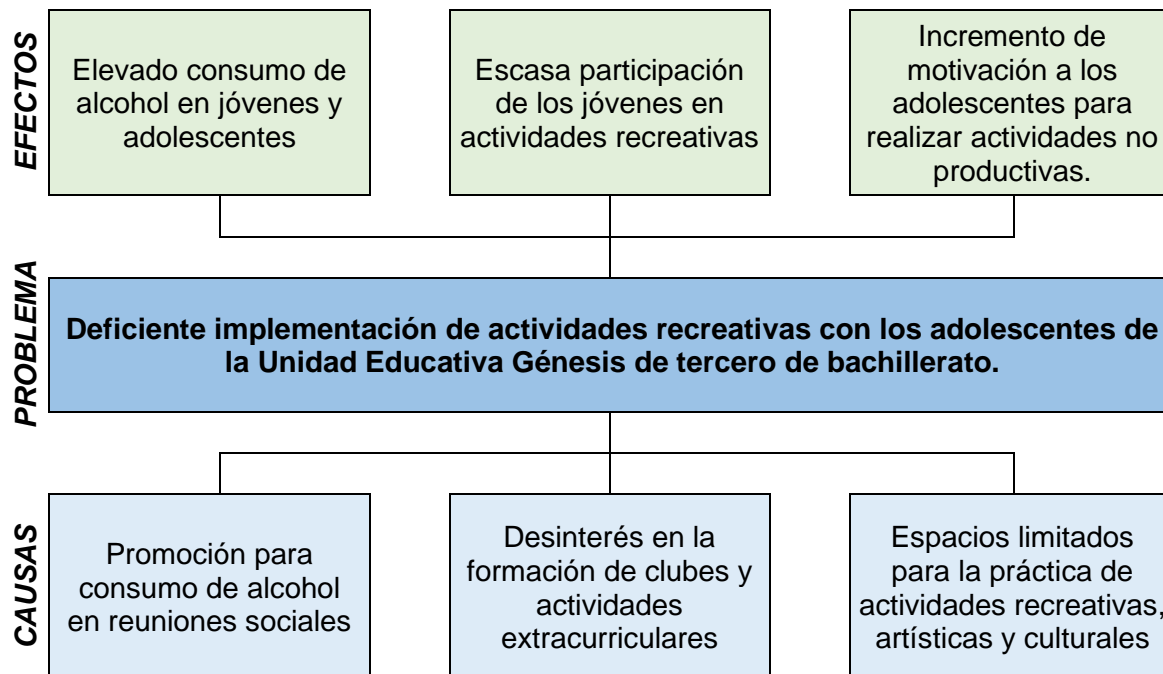 EFECTOS
Elevado consumo de
alcohol en jóvenes y
adolescentes
Escasa participación
de los jóvenes en
actividades recreativas
Incremento de
motivación a los
adolescentes para
realizar actividades no
productivas.
PROBLEMA
Deficiente implementación de actividades recreativas con los adolescentes de
la Unidad Educativa Génesis de tercero de bachillerato.
CAUSAS
Promoción para
consumo de alcohol
en reuniones sociales
Desinterés en la
formación de clubes y
actividades
extracurriculares
Espacios limitados
para la práctica de
actividades recreativas,
artísticas y culturales